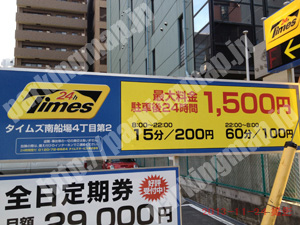 24h
Times
タイムズ南船場4丁目第2
最大料金
駐車後24時間
1,500円
8:00〜22:00
15分/200円
22:00〜8:00
60分/100円
全日定期券
好評
受付中
月額
29,000円
Times